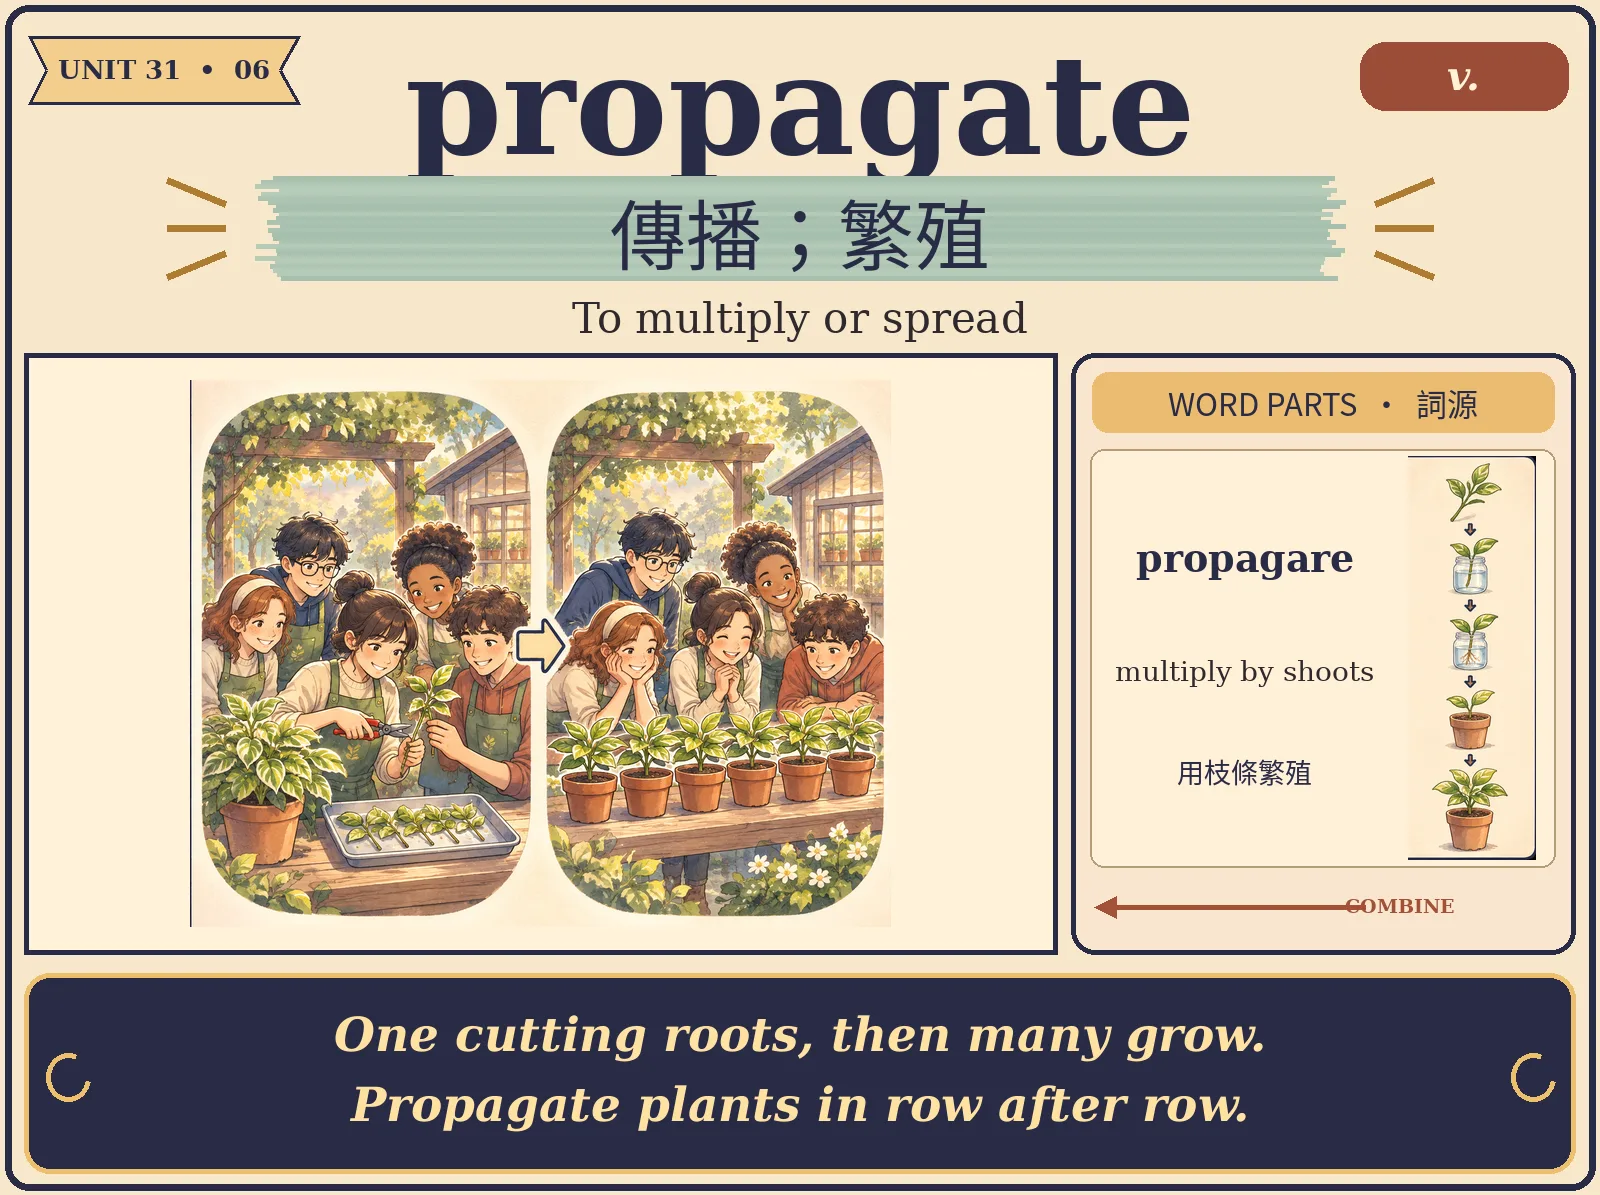 UNIT 31 • 06
propagate
v.
傳播；繁殖
To multiply or spread
WORD PARTS • 詞源
propagare
multiply by shoots
用枝條繁殖
COMBINE
One cutting roots, then many grow.
Propagate plants in row after row.